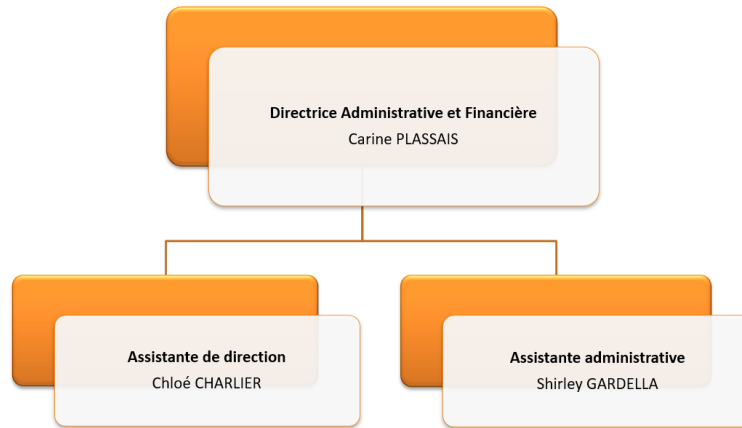 Directrice Administrative et Financière
Carine PLASSAIS
Assistante de direction
Chloé CHARLIER
Assistante administrative
Shirley GARDELLA